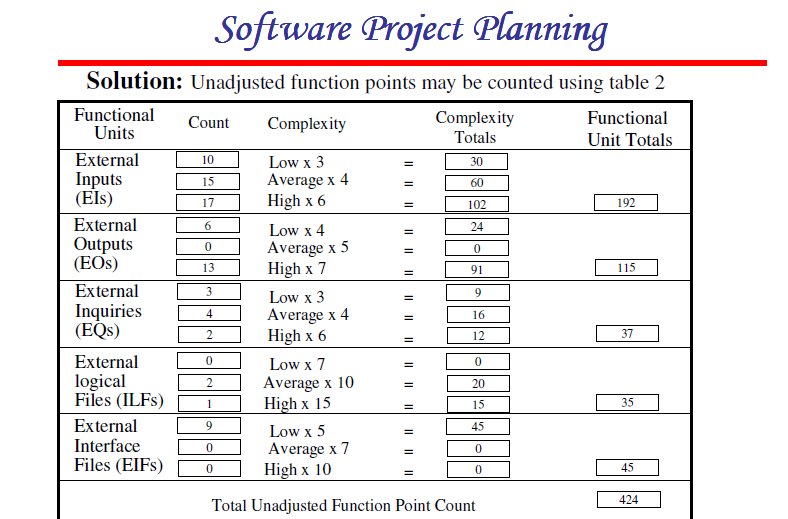 Software Project Planning
Solution: Unadjusted function points may be counted using table 2
Functional Units Count Complexity Complexity Totals Functional Unit Totals
External Inputs (EIs)
10 Low x 3 = 30
15 Average x 4 = 60
17 High x 6 = 102 192
External Outputs (EOs)
6 Low x 4 = 24
0 Average x 5 = 0
13 High x 7 = 91 115
External Inquiries (EQs)
3 Low x 3 = 9
4 Average x 4 = 16
2 High x 6 = 12 37
External logical Files (ILFs)
0 Low x 7 = 0
2 Average x 10 = 20
1 High x 15 = 15 35
External Interface Files (EIFs)
9 Low x 5 = 45
0 Average x 7 = 0
0 High x 10 = 0 45
Total Unadjusted Function Point Count 424